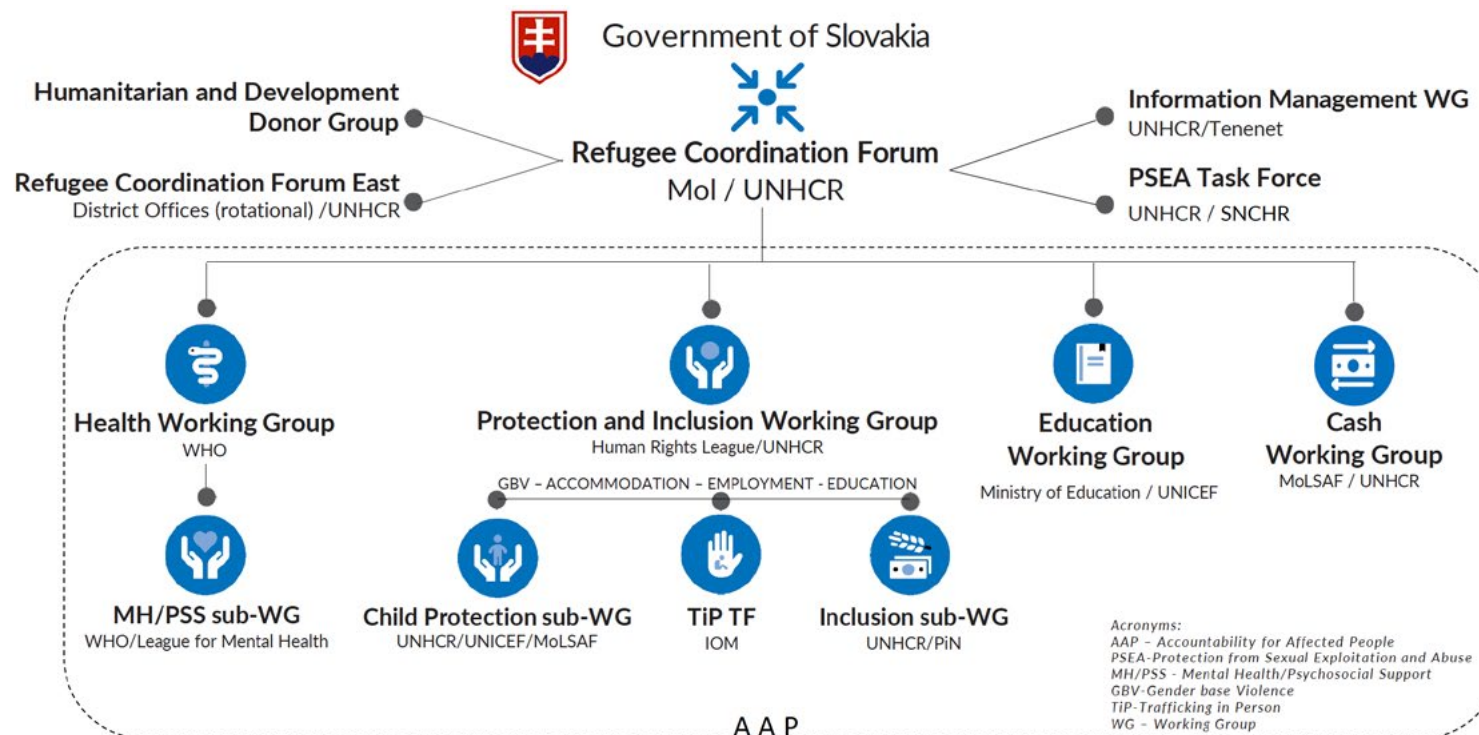 Government of Slovakia
Humanitarian and Development
Donor Group
Refugee Coordination Forum East
District Offices (rotational) /UNHCR
Refugee Coordination Forum
MoI / UNHCR
Information Management WG
UNHCR/Tenenet
PSEA Task Force
UNHCR / SNCHR
Health Working Group
WHO
Protection and Inclusion Working Group
Human Rights League/UNHCR
GBV – ACCOMMODATION – EMPLOYMENT - EDUCATION
Education
Working Group
Ministry of Education / UNICEF
Cash
Working Group
MoLSAF / UNHCR
MH/PSS sub-WG
WHO/League for Mental Health
Child Protection sub-WG
UNHCR/UNICEF/MoLSAF
TiP TF
IOM
Inclusion sub-WG
UNHCR/PiN
Acronyms:
AAP – Accountability for Affected People
PSEA-Protection from Sexual Exploitation and Abuse
MH/PSS - Mental Health/Psychosocial Support
GBV-Gender base Violence
TiP-Trafficking in Person
WG – Working Group
A A P